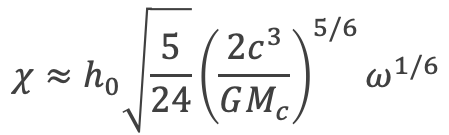 χ ≈ h₀ √(5/24) (2c³/GM_c)^{5/6} ω^{1/6}